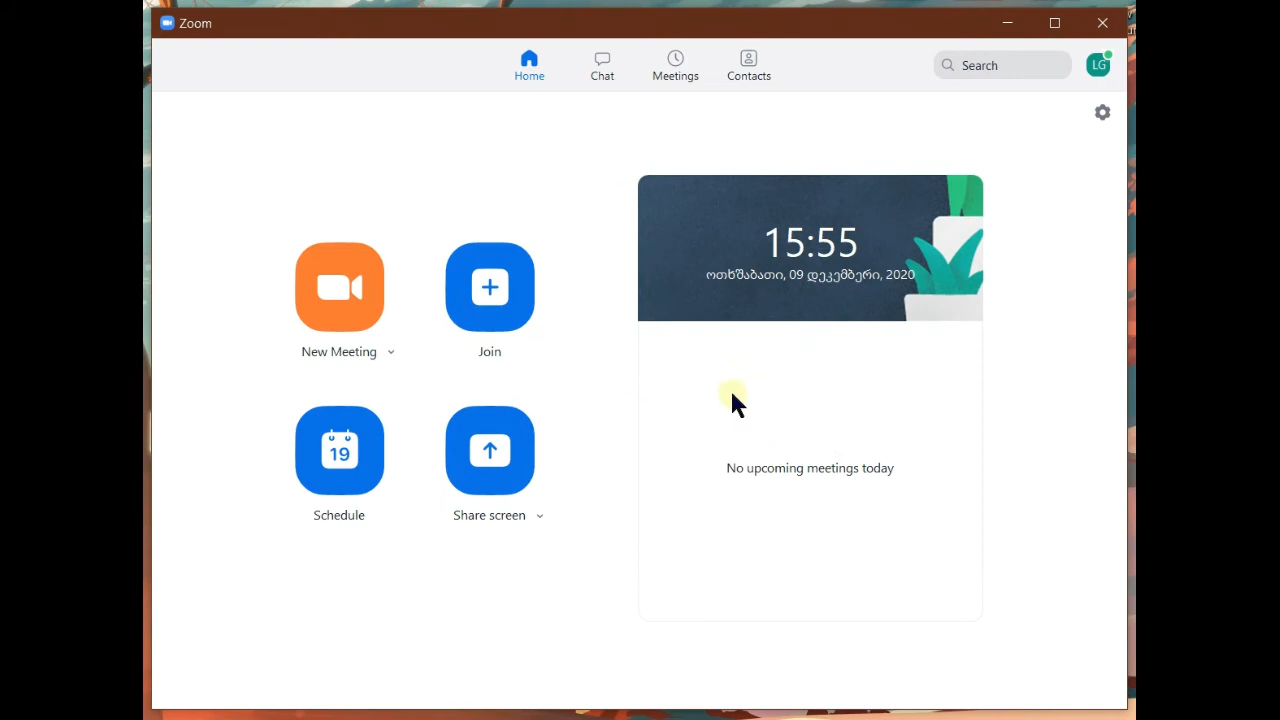 Zoom
Home
Chat
Meetings
Contacts
Search
LG
15:55
ოთხშაბათი, 09 დეკემბერი, 2020
New Meeting
Join
19
Schedule
Share screen
No upcoming meetings today